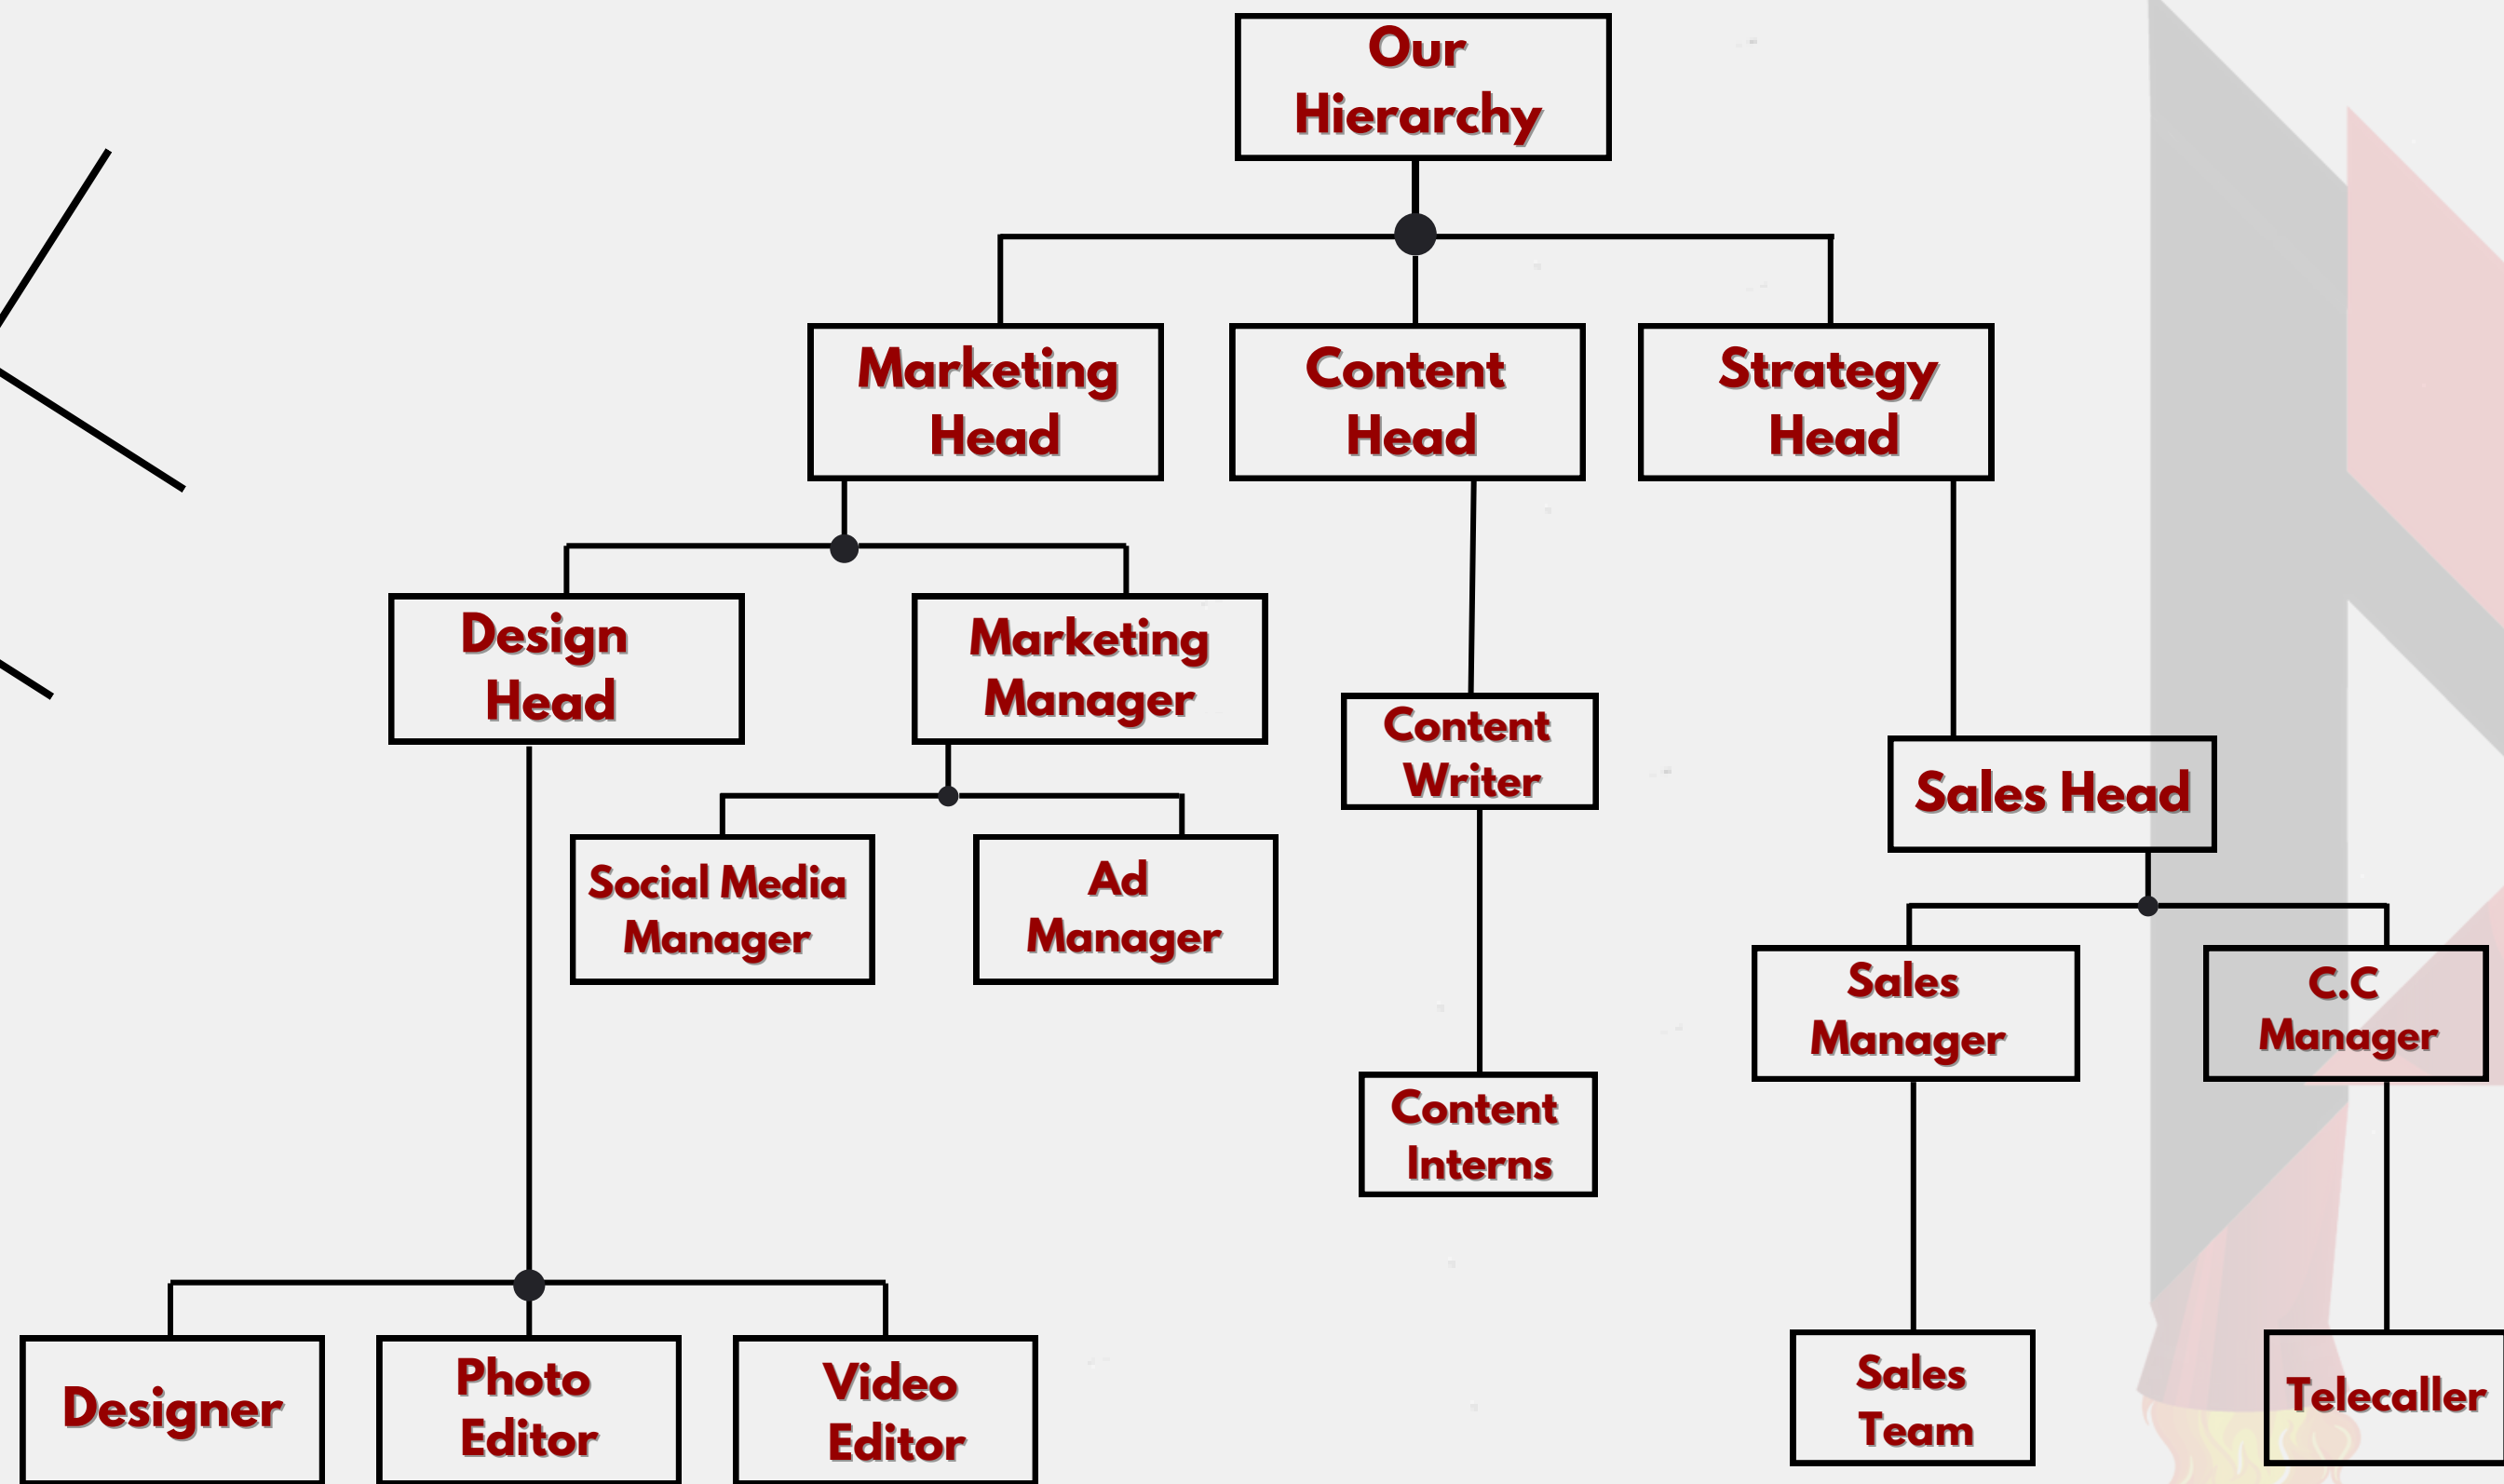 Our
Hierarchy
Marketing
Head
Content
Head
Strategy
Head
Design
Head
Marketing
Manager
Content
Writer
Sales Head
Social Media
Manager
Ad
Manager
Sales
Manager
C.C
Manager
Content
Interns
Designer
Photo
Editor
Video
Editor
Sales
Team
Telecaller